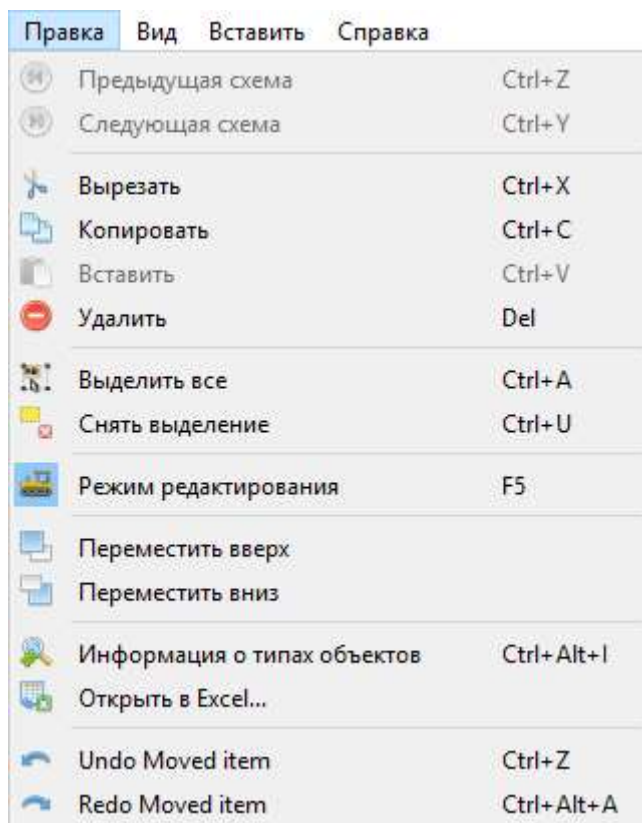 Правка Вид Вставить Справка
Предыдущая схема Ctrl+Z
Следующая схема Ctrl+Y
Вырезать Ctrl+X
Копировать Ctrl+C
Вставить Ctrl+V
Удалить Del
Выделить все Ctrl+A
Снять выделение Ctrl+U
Режим редактирования F5
Переместить вверх
Переместить вниз
Информация о типах объектов Ctrl+Alt+I
Открыть в Excel...
Undo Moved item Ctrl+Z
Redo Moved item Ctrl+Alt+A